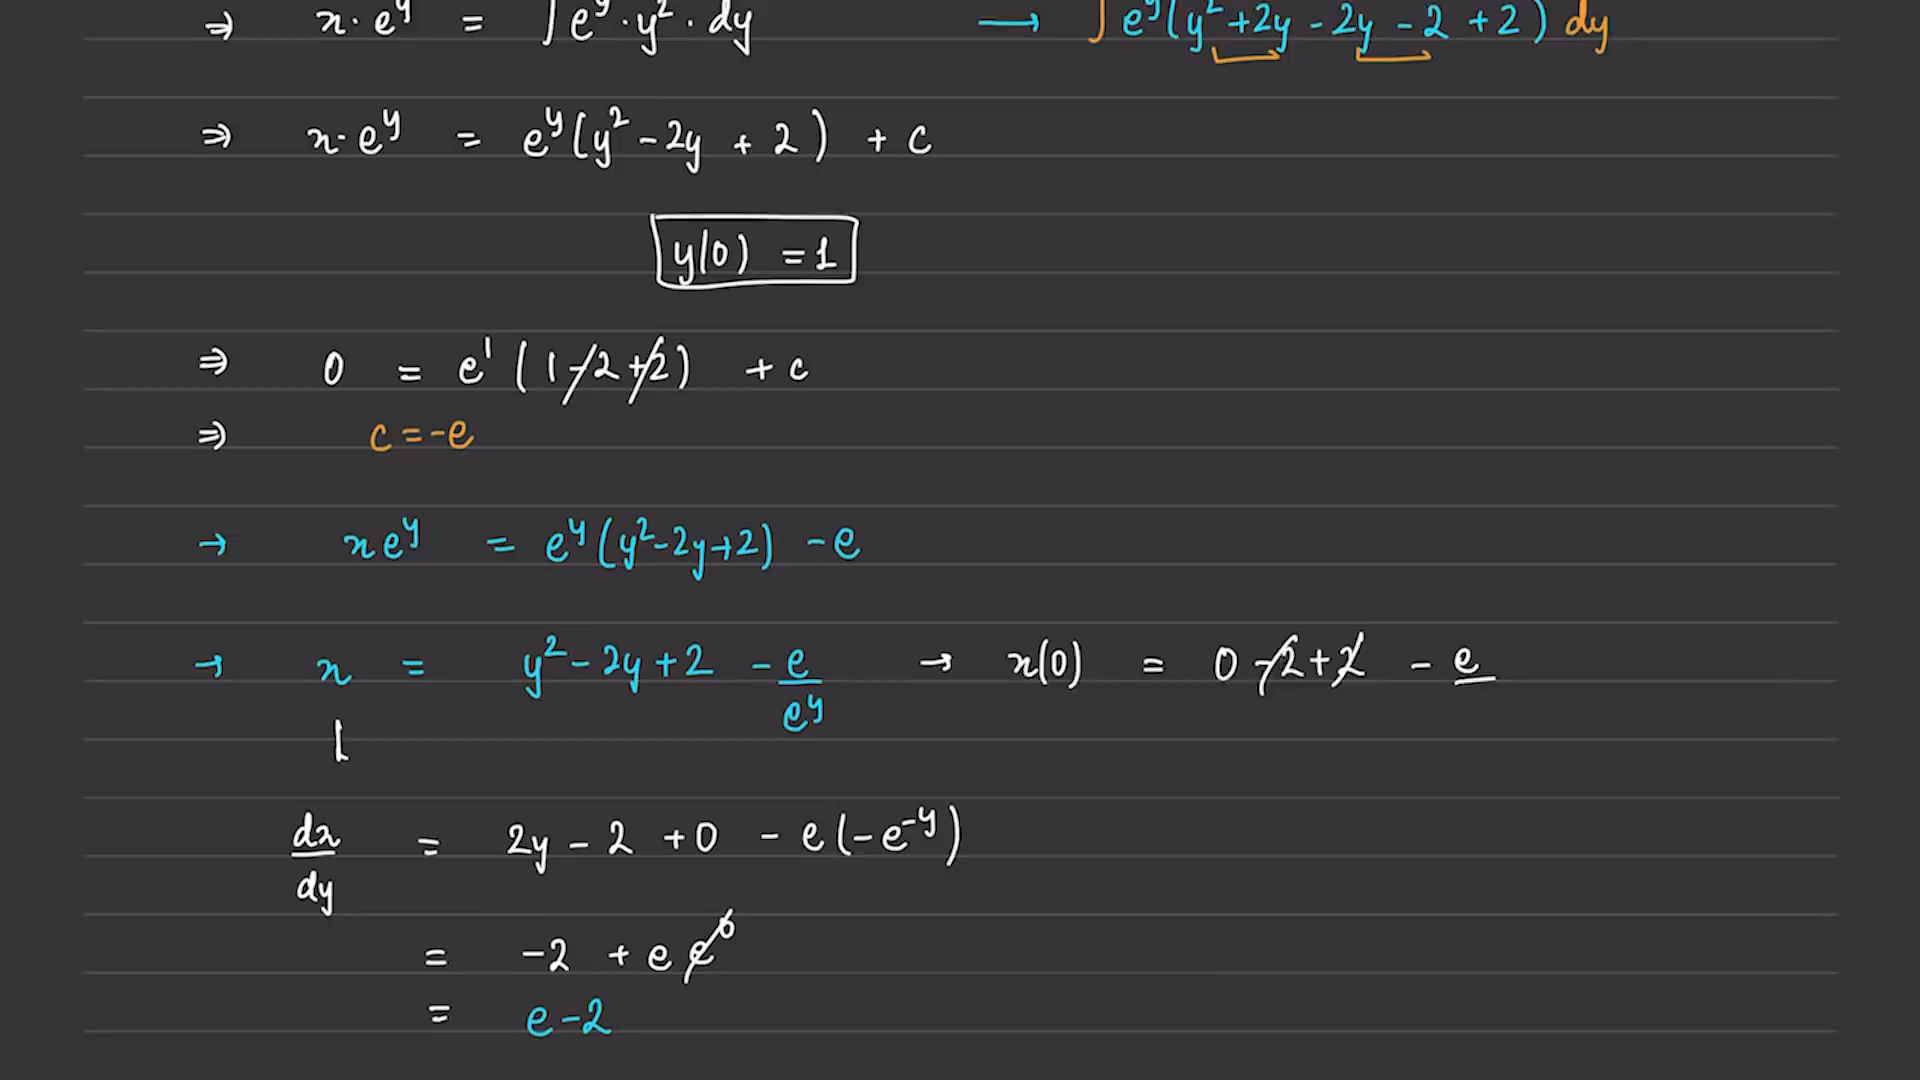 ⇒ x·e^y = ∫e^y·y²·dy → ∫e^y(y²+2y-2y-2+2) dy
⇒ x·e^y = e^y(y²-2y+2) + c
y(0) = 1
⇒ 0 = e¹(1-2+2) + c
⇒ c=-e
→ xe^y = e^y(y²-2y+2) -e
→ x = y²-2y+2 - e/e^y → x(0) = 0-2+2 - e
dx/dy = 2y-2+0 - e(-e^-y)
= -2 + e e^0
= e-2